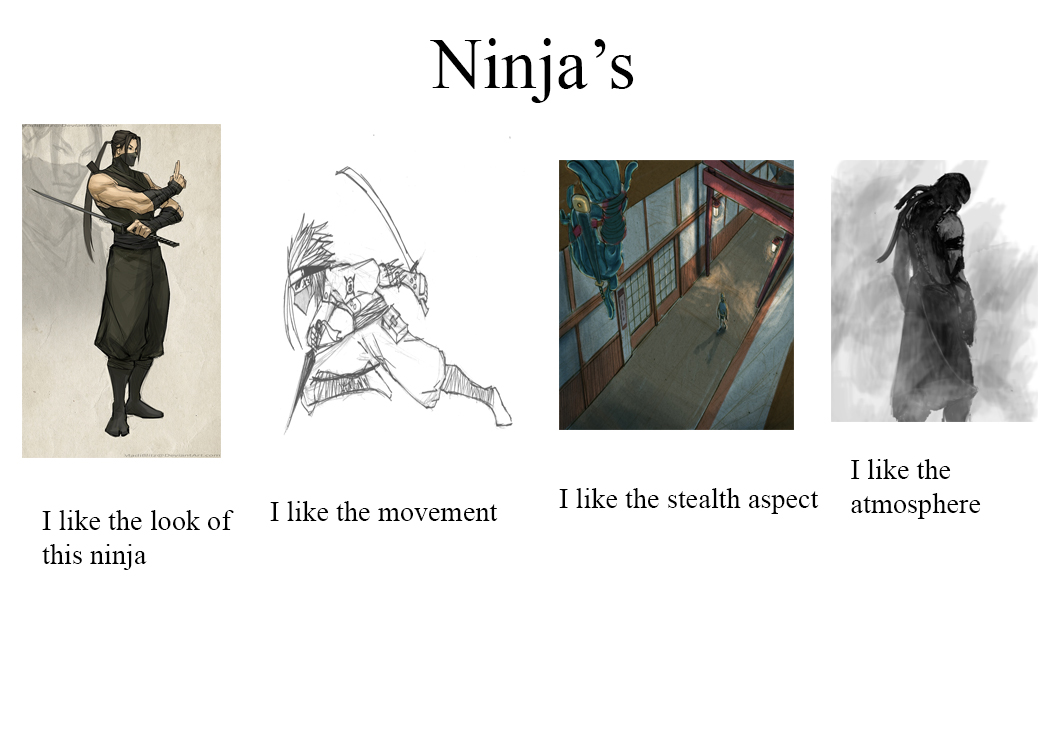 Ninja’s
I like the look of
this ninja
I like the movement
I like the stealth aspect
I like the
atmosphere